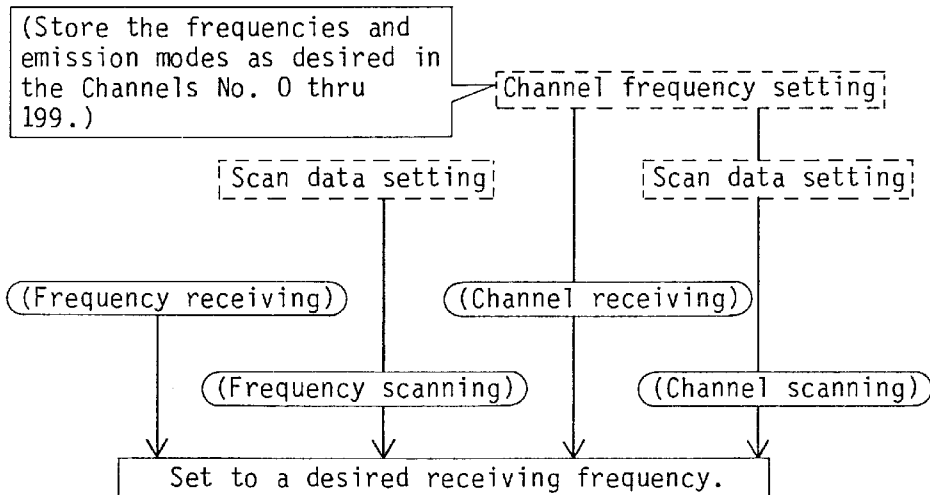 (Store the frequencies and
emission modes as desired in
the Channels No. 0 thru
199.)
Channel frequency setting
Scan data setting
Scan data setting
(Frequency receiving)
(Channel receiving)
(Frequency scanning)
(Channel scanning)
Set to a desired receiving frequency.